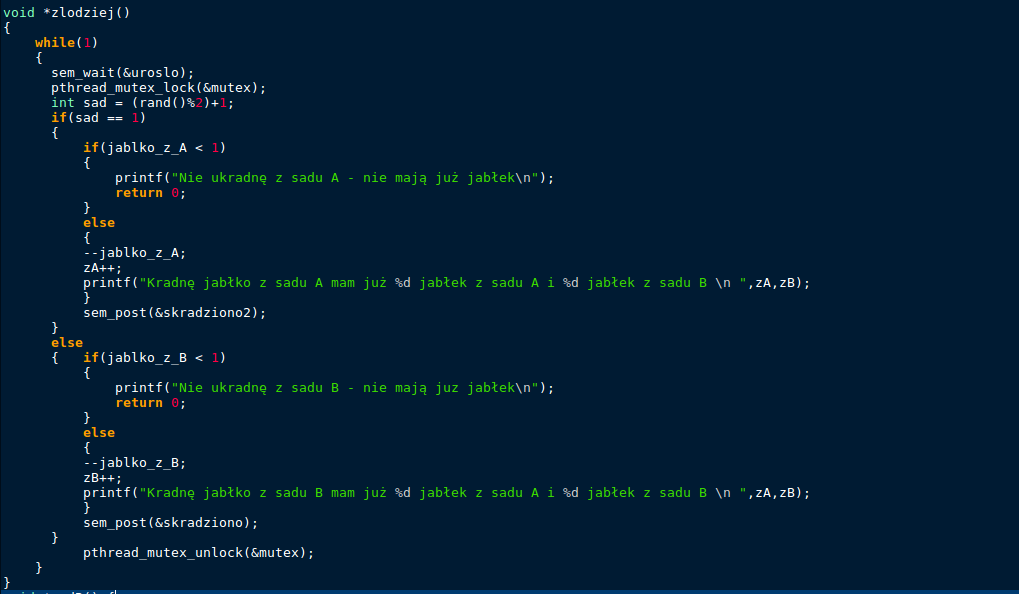 void *zlodziej()
{
    while(1)
    {
      sem_wait(&uroslo);
      pthread_mutex_lock(&mutex);
      int sad = (rand()%2)+1;
      if(sad == 1)
      {
          if(jablko_z_A < 1)
          {
              printf("Nie ukradnę z sadu A - nie mają już jabłek\n");
              return 0;
          }
          else
          {
          --jablko_z_A;
          zA++;
          printf("Kradnę jabłko z sadu A mam już %d jabłek z sadu A i %d jabłek z sadu B \n ",zA,zB);
          }
          sem_post(&skradziono2);
      }
      else
      {   if(jablko_z_B < 1)
          {
              printf("Nie ukradnę z sadu B - nie mają juz jabłek\n");
              return 0;
          }
          else
          {
          --jablko_z_B;
          zB++;
          printf("Kradnę jabłko z sadu B mam już %d jabłek z sadu A i %d jabłek z sadu B \n ",zA,zB);
          }
          sem_post(&skradziono);
      }
          pthread_mutex_unlock(&mutex);
    }
}